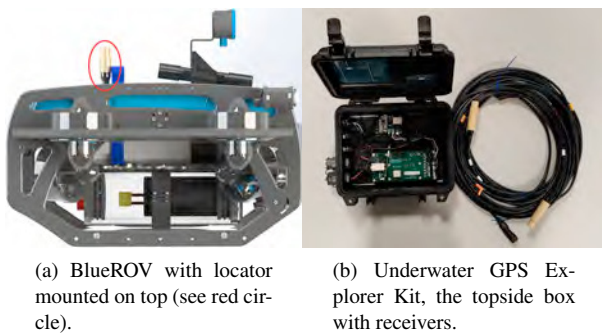 (a) BlueROV with locator
mounted on top (see red cir-
cle).
(b) Underwater GPS Ex-
plorer Kit, the topside box
with receivers.